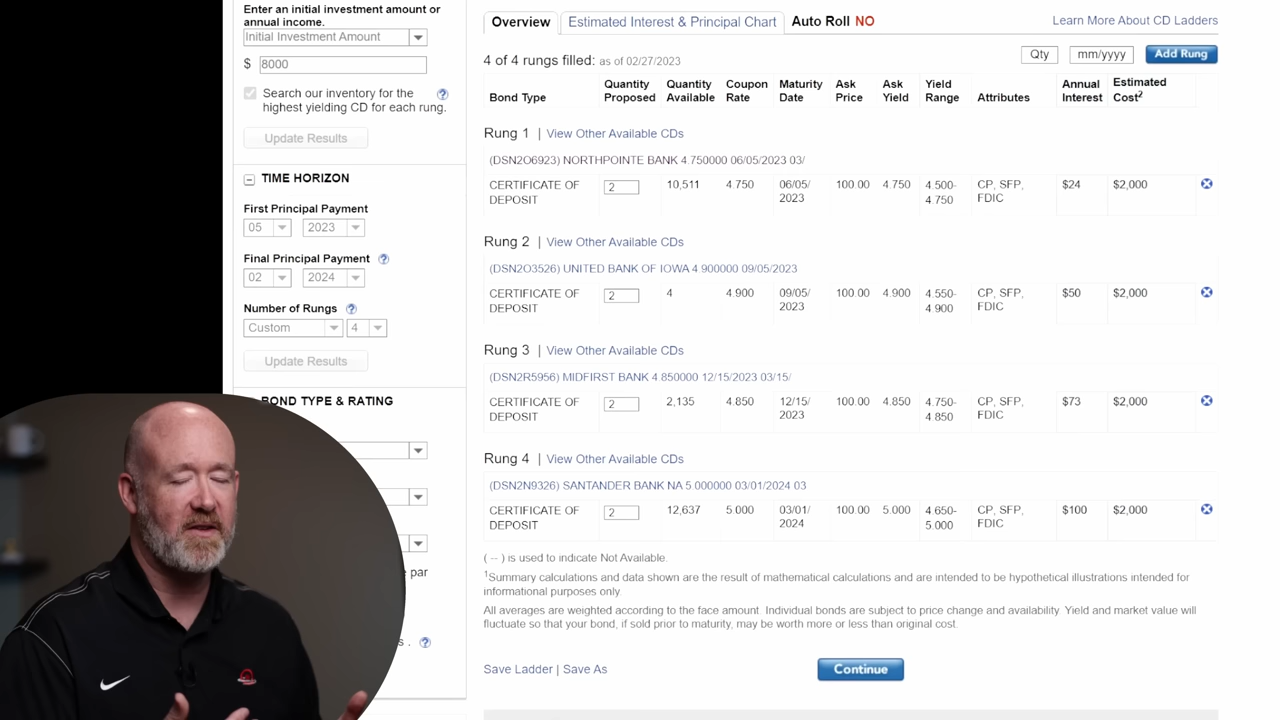 Enter an initial investment amount or
annual income.
Initial Investment Amount
$ 8000
Search our inventory for the
highest yielding CD for each rung.
Update Results
TIME HORIZON
First Principal Payment
05 2023
Final Principal Payment
02 2024
Number of Rungs
Custom 4
Update Results
BOND TYPE & RATING
par
s .
Overview Estimated Interest & Principal Chart Auto Roll NO Learn More About CD Ladders
4 of 4 rungs filled: as of 02/27/2023 Qty mm/yyyy Add Rung
Bond Type Quantity Proposed Quantity Available Coupon Rate Maturity Date Ask Price Ask Yield Yield Range Attributes Annual Interest Estimated Cost2
Rung 1 | View Other Available CDs
(DSN2O6923) NORTHPOINTE BANK 4.750000 06/05/2023 03/
CERTIFICATE OF DEPOSIT 2 10,511 4.750 06/05/2023 100.00 4.750 4.500-4.750 CP, SFP, FDIC $24 $2,000
Rung 2 | View Other Available CDs
(DSN2O3526) UNITED BANK OF IOWA 4 900000 09/05/2023
CERTIFICATE OF DEPOSIT 2 4 4.900 09/05/2023 100.00 4.900 4.550-4 900 CP, SFP, FDIC $50 $2,000
Rung 3 | View Other Available CDs
(DSN2R5956) MIDFIRST BANK 4 850000 12/15/2023 03/15/
CERTIFICATE OF DEPOSIT 2 2,135 4.850 12/15/2023 100.00 4.850 4.750-4.850 CP, SFP, FDIC $73 $2,000
Rung 4 | View Other Available CDs
(DSN2N9326) SANTANDER BANK NA 5 000000 03/01/2024 03
CERTIFICATE OF DEPOSIT 2 12,637 5 000 03/01/2024 100.00 5.000 4.650-5 000 CP, SFP, FDIC $100 $2,000
( -- ) is used to indicate Not Available.
1Summary calculations and data shown are the result of mathematical calculations and are intended to be hypothetical illustrations intended for
informational purposes only.
All averages are weighted according to the face amount. Individual bonds are subject to price change and availability. Yield and market value will
fluctuate so that your bond, if sold prior to maturity, may be worth more or less than original cost.
Save Ladder | Save As Continue